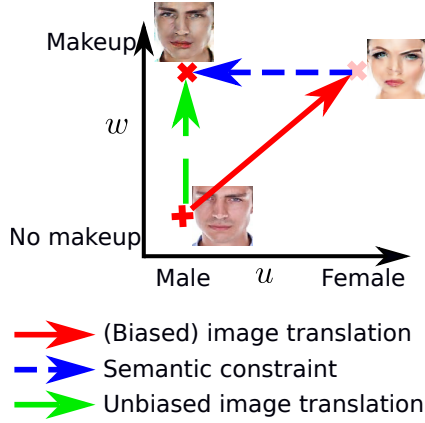 Makeup
w
No makeup
Male
u
Female
(Biased) image translation
Semantic constraint
Unbiased image translation